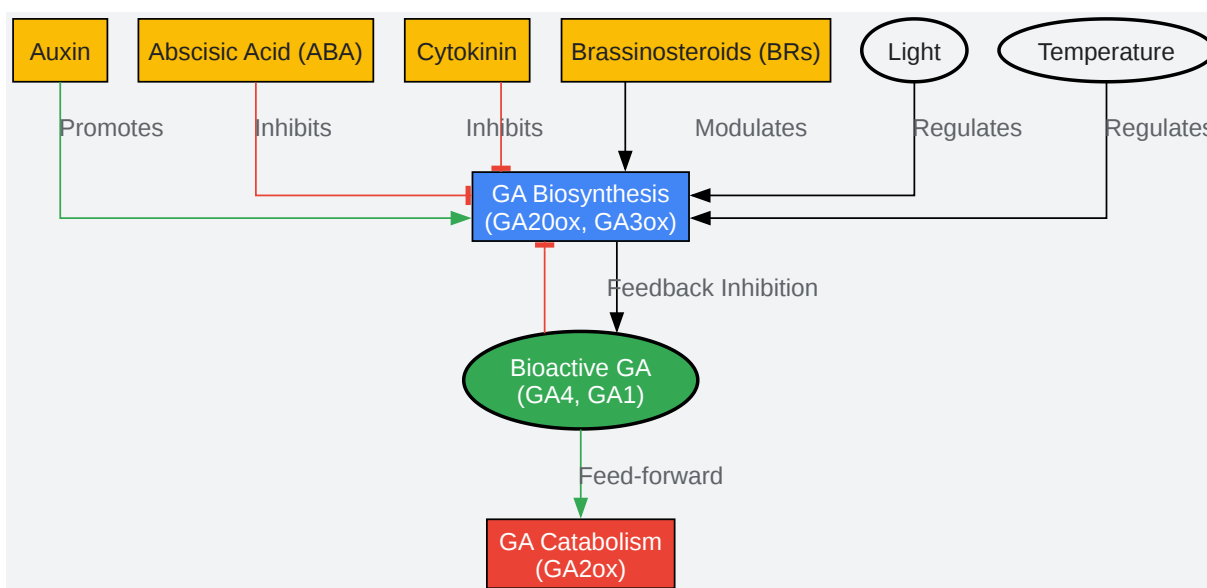 Auxin
Abscisic Acid (ABA)
Cytokinin
Brassinosteroids (BRs)
Light
Temperature
Promotes
Inhibits
Inhibits
Modulates
Regulates
Regulates
GA Biosynthesis
(GA20ox, GA3ox)
Feedback Inhibition
Bioactive GA
(GA4, GA1)
Feed-forward
GA Catabolism
(GA2ox)